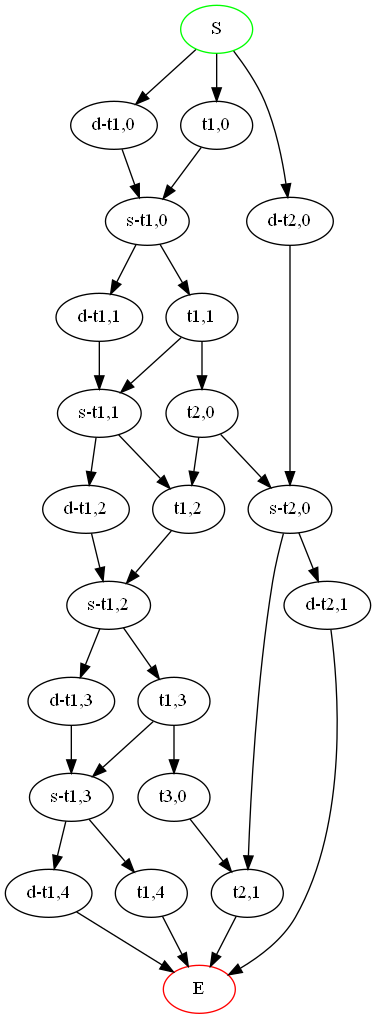 S
d-t1,0
t1,0
s-t1,0
d-t2,0
d-t1,1
t1,1
s-t1,1
t2,0
d-t1,2
t1,2
s-t2,0
s-t1,2
d-t2,1
d-t1,3
t1,3
s-t1,3
t3,0
d-t1,4
t1,4
t2,1
E